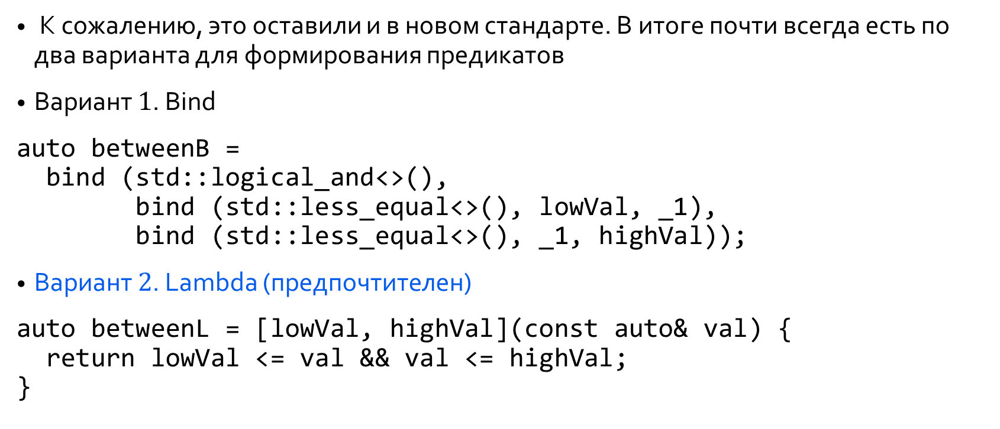 • К сожалению, это оставили и в новом стандарте. В итоге почти всегда есть по
два варианта для формирования предикатов
• Вариант 1. Bind
auto betweenB =
  bind (std::logical_and<>(),
        bind (std::less_equal<>(), lowVal, _1),
        bind (std::less_equal<>(), _1, highVal));
• Вариант 2. Lambda (предпочтителен)
auto betweenL = [lowVal, highVal](const auto& val) {
  return lowVal <= val && val <= highVal;
}